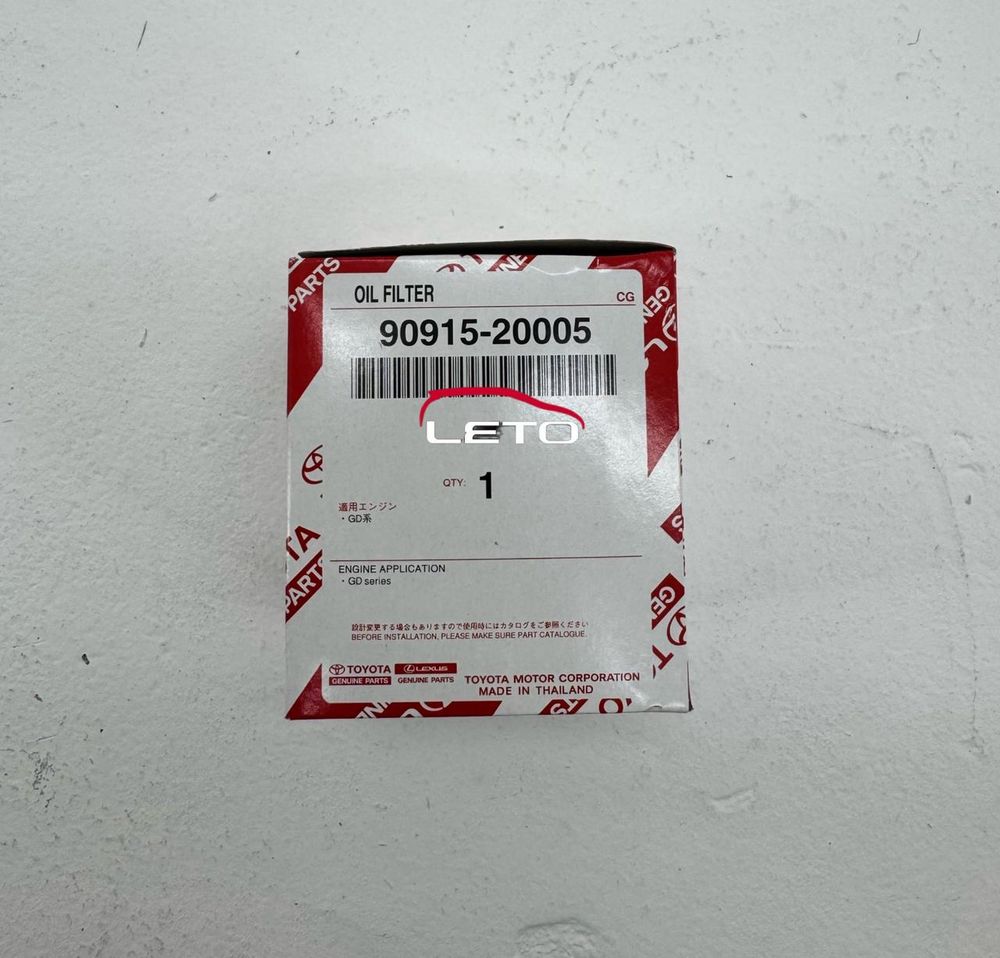 OIL FILTER
CG
90915-20005
LETO
QTY: 1
適用エンジン
・GD系
ENGINE APPLICATION
・GD series
設計変更する場合もありますので使用時にはカタログをご参照ください
BEFORE INSTALLATION, PLEASE MAKE SURE PART CATALOGUE.
TOYOTA
GENUINE PARTS
LEXUS
GENUINE PARTS
TOYOTA MOTOR CORPORATION
MADE IN THAILAND
PARTS
TA
PARTS